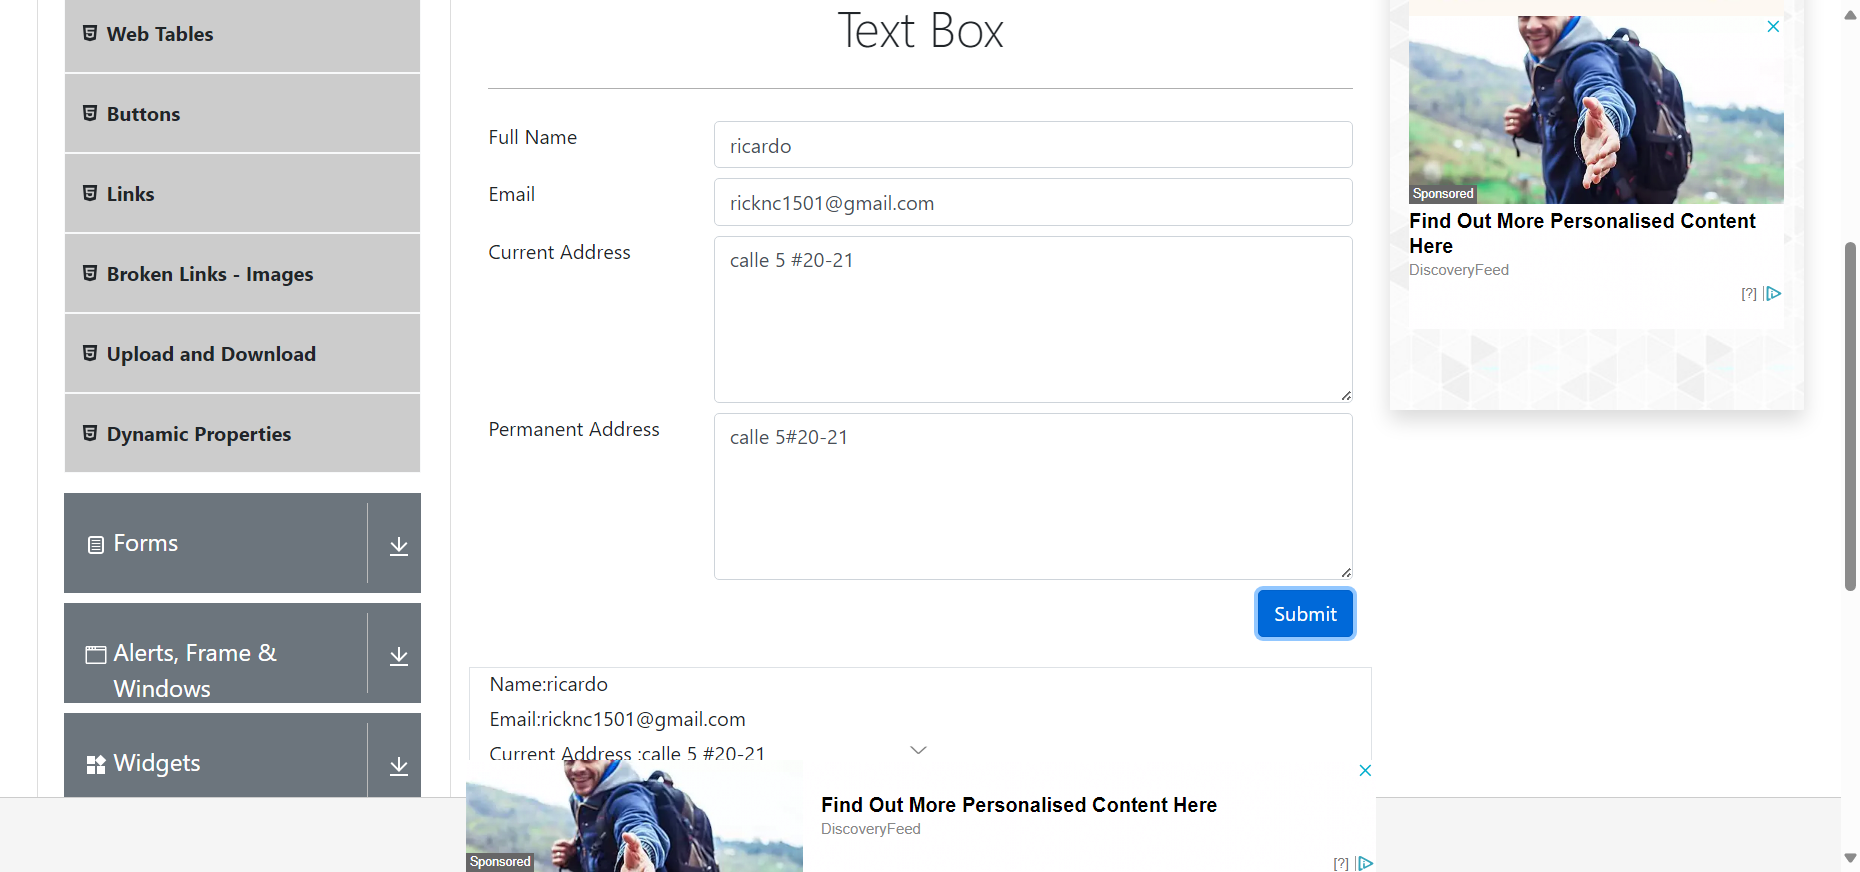 Web Tables
Buttons
Links
Broken Links - Images
Upload and Download
Dynamic Properties
Forms
Alerts, Frame &
Windows
Widgets
Text Box
Full Name
ricardo
Email
ricknc1501@gmail.com
Current Address
calle 5 #20-21
Permanent Address
calle 5#20-21
Submit
Name:ricardo
Email:ricknc1501@gmail.com
Current Address :calle 5 #20-21
Sponsored
Find Out More Personalised Content Here
DiscoveryFeed
[?]
Sponsored
Find Out More Personalised Content
Here
DiscoveryFeed
[?]